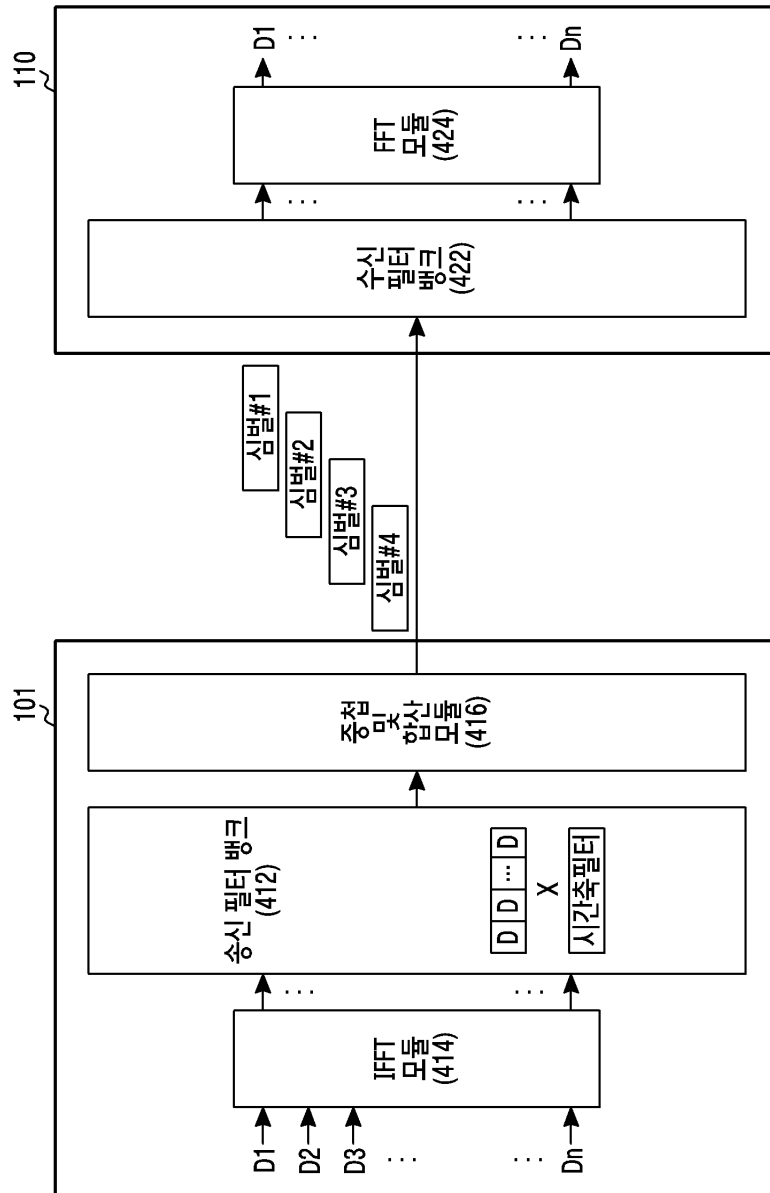 101
D1
D2
D3
...
...
Dn
IFFT
모듈
(414)
...
...
송신 필터 뱅크
(412)
D D ... D
X
시간축필터
중첩
및
합산
모듈
(416)
심벌#1
심벌#2
심벌#3
심벌#4
110
수신
필터
뱅크
(422)
...
...
FFT
모듈
(424)
D1
...
...
Dn